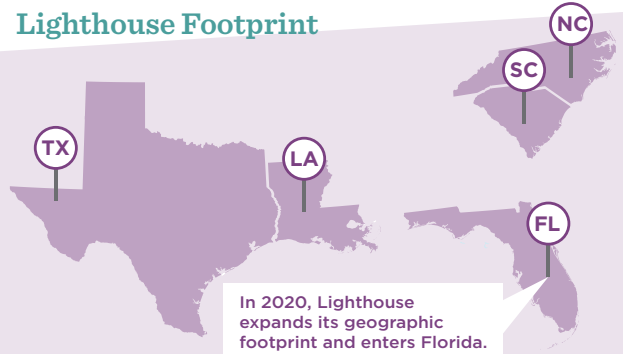 Lighthouse Footprint
NC
SC
TX
LA
FL
In 2020, Lighthouse
expands its geographic
footprint and enters Florida.